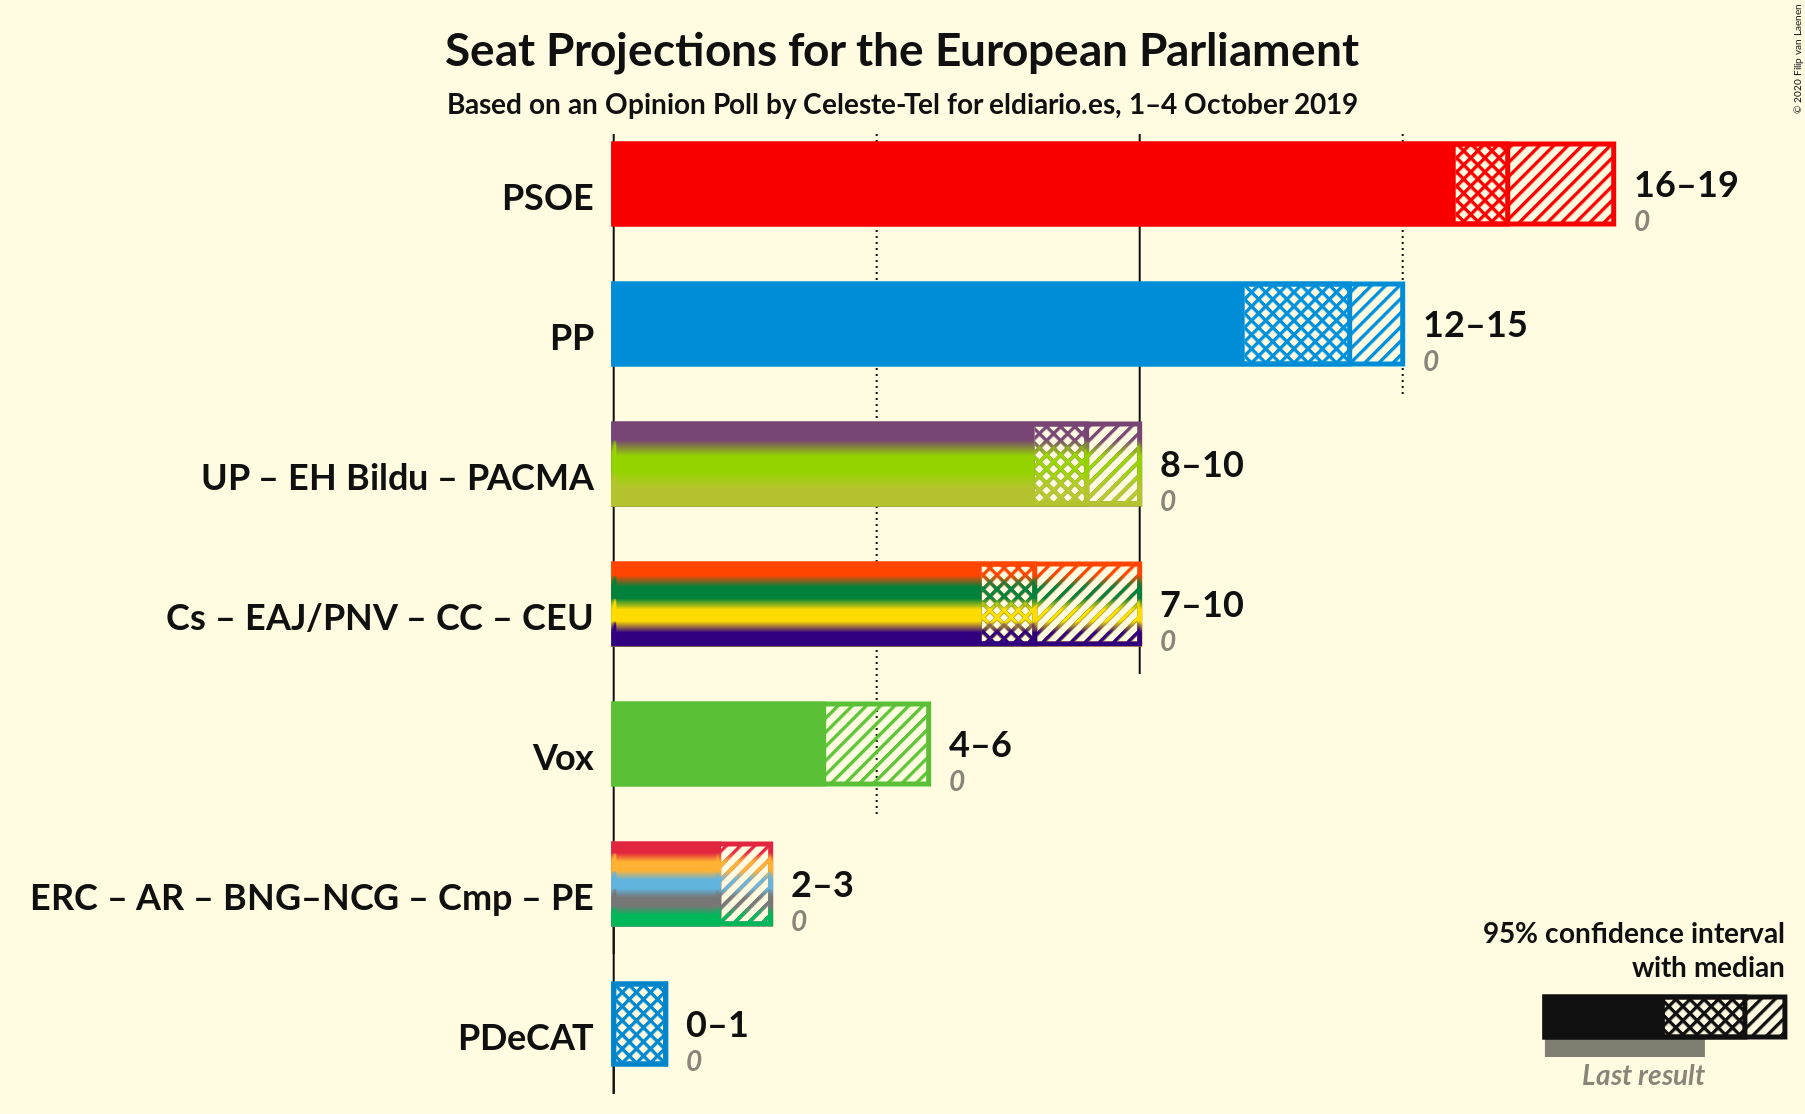 Seat Projections for the European Parliament
Based on an Opinion Poll by Celeste-Tel for eldiario.es, 1–4 October 2019
© 2020 Filip van Laenen
PSOE
16–19
0
PP
12–15
0
UP – EH Bildu – PACMA
8–10
0
Cs – EAJ/PNV – CC – CEU
7–10
0
Vox
4–6
0
ERC – AR – BNG–NCG – Cmp – PE
2–3
0
PDeCAT
0–1
0
95% confidence interval
with median
Last result